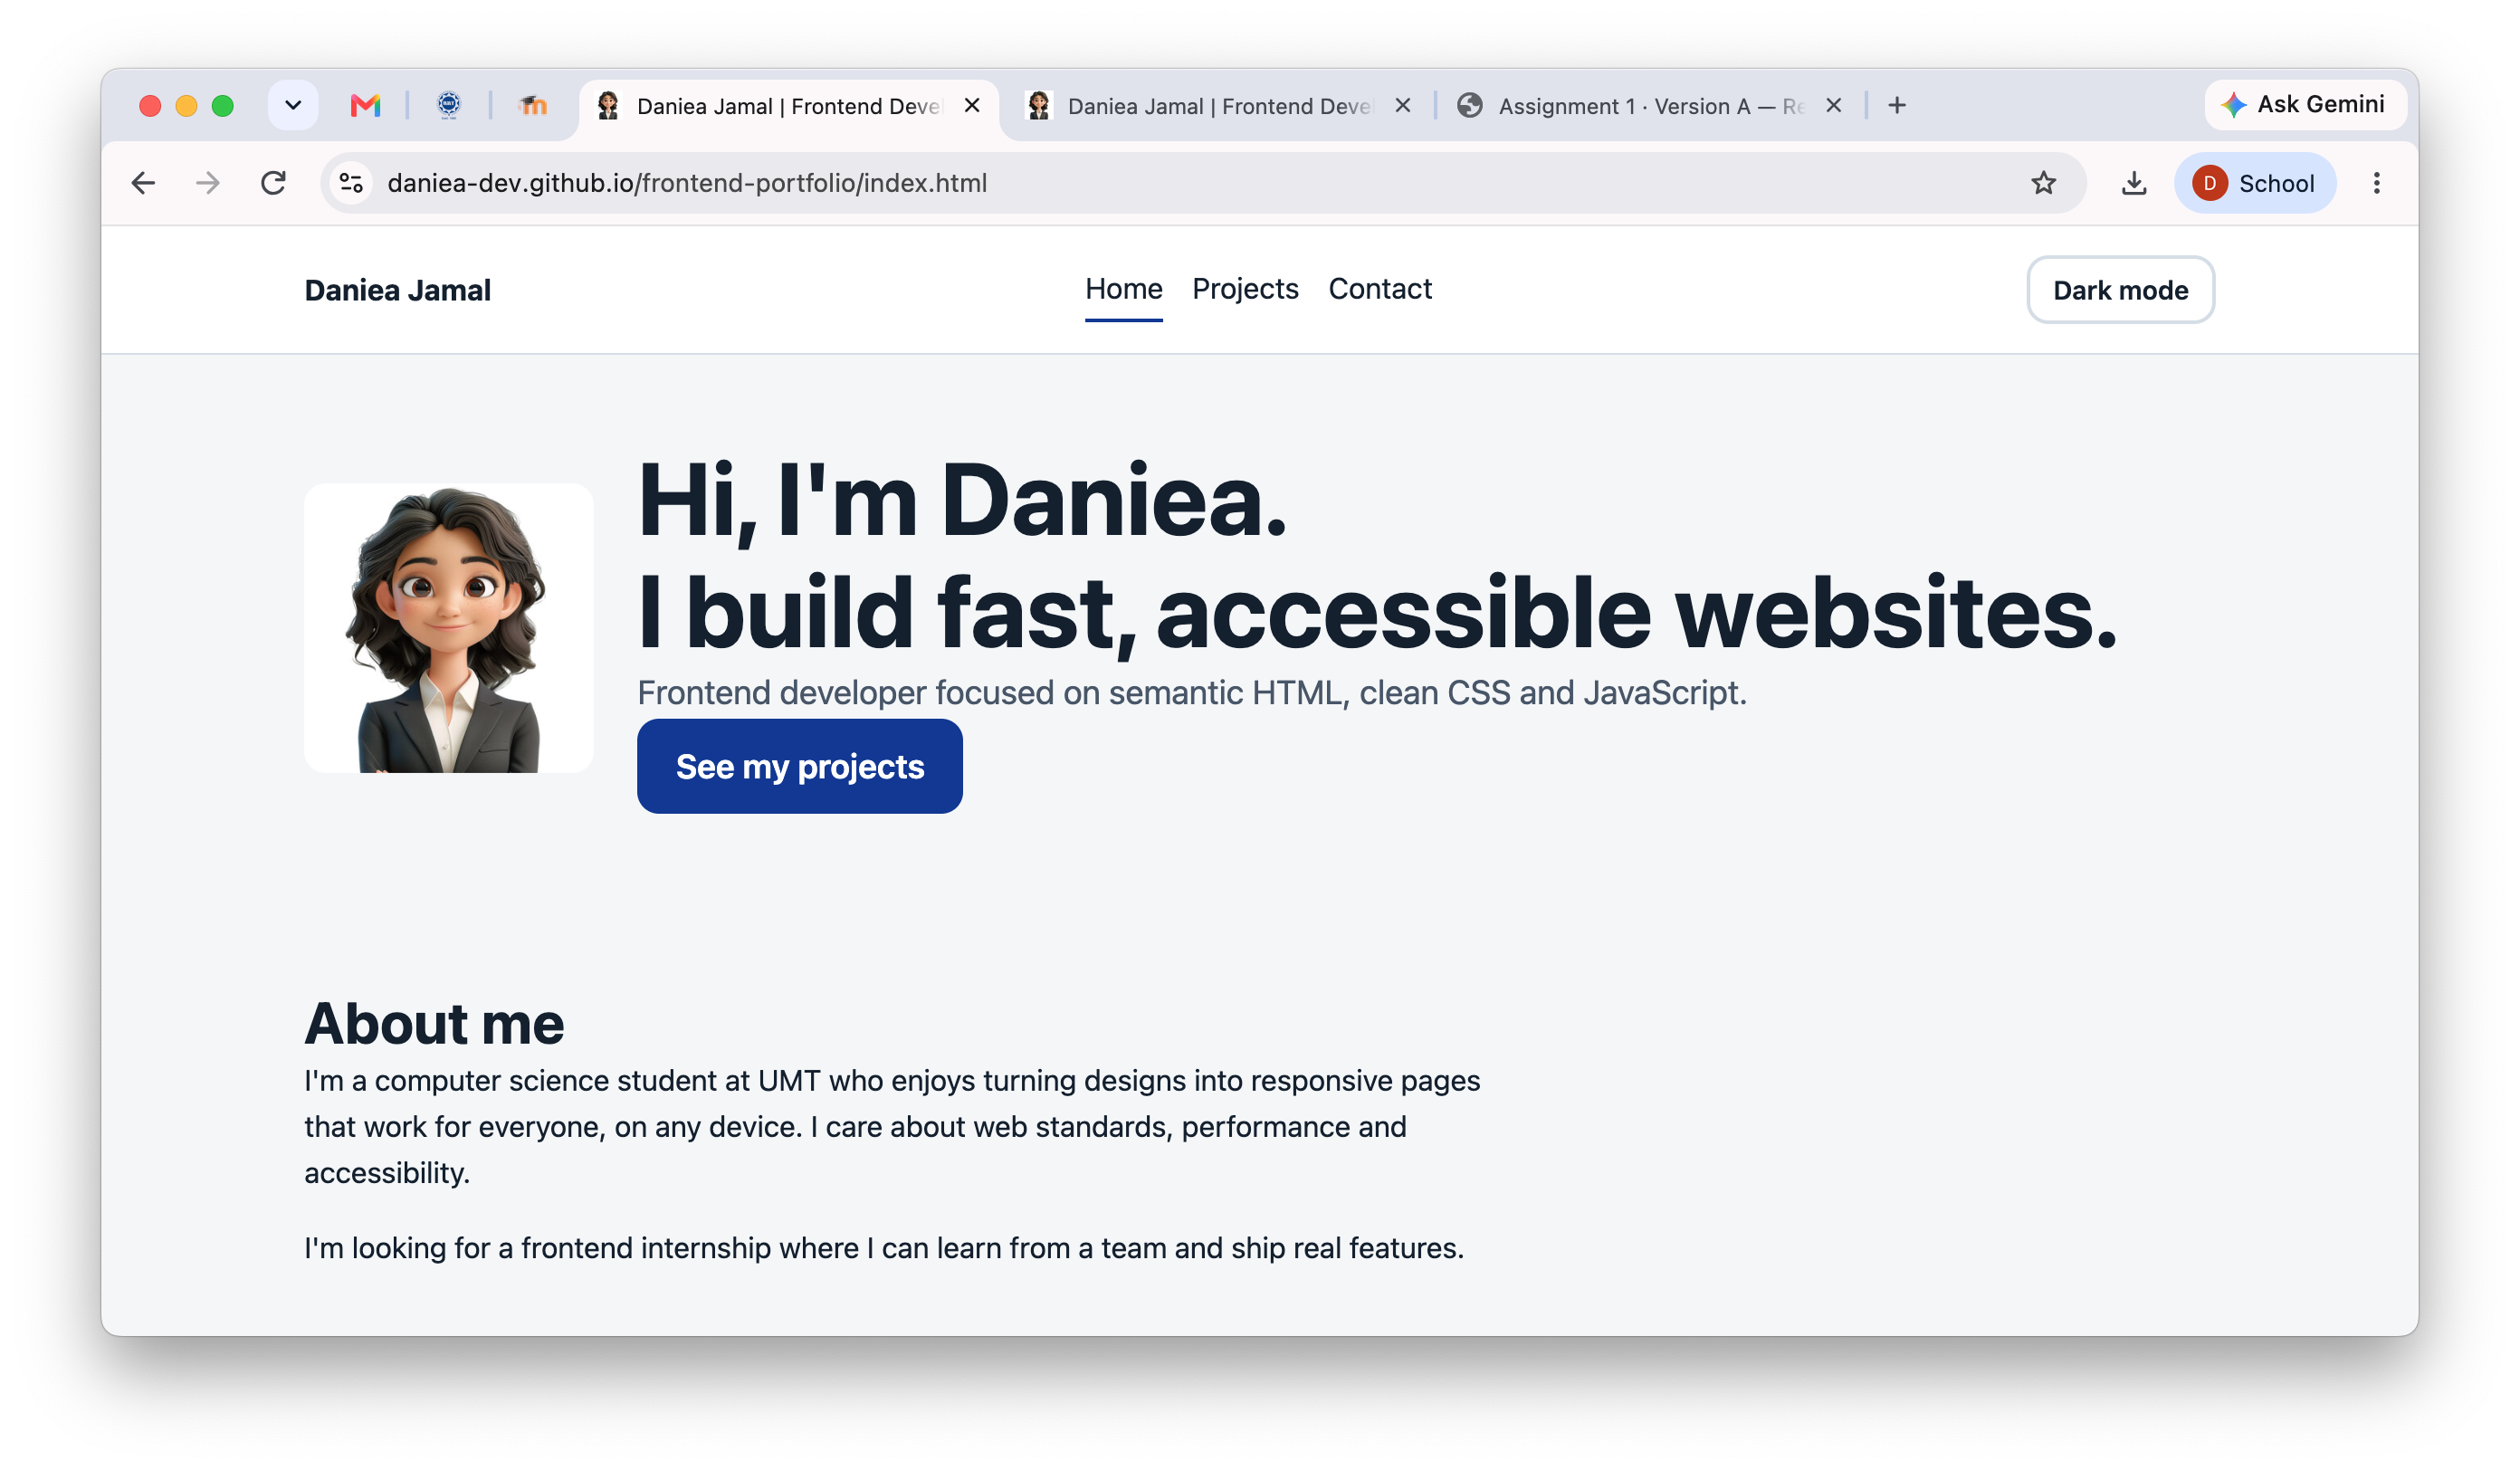 Daniea Jamal | Frontend Deve
Daniea Jamal | Frontend Deve
Assignment 1 · Version A — Re
Ask Gemini
daniea-dev.github.io/frontend-portfolio/index.html
D
School
Daniea Jamal
Home
Projects
Contact
Dark mode
Hi, I'm Daniea.
I build fast, accessible websites.
Frontend developer focused on semantic HTML, clean CSS and JavaScript.
See my projects
About me
I'm a computer science student at UMT who enjoys turning designs into responsive pages
that work for everyone, on any device. I care about web standards, performance and
accessibility.
I'm looking for a frontend internship where I can learn from a team and ship real features.